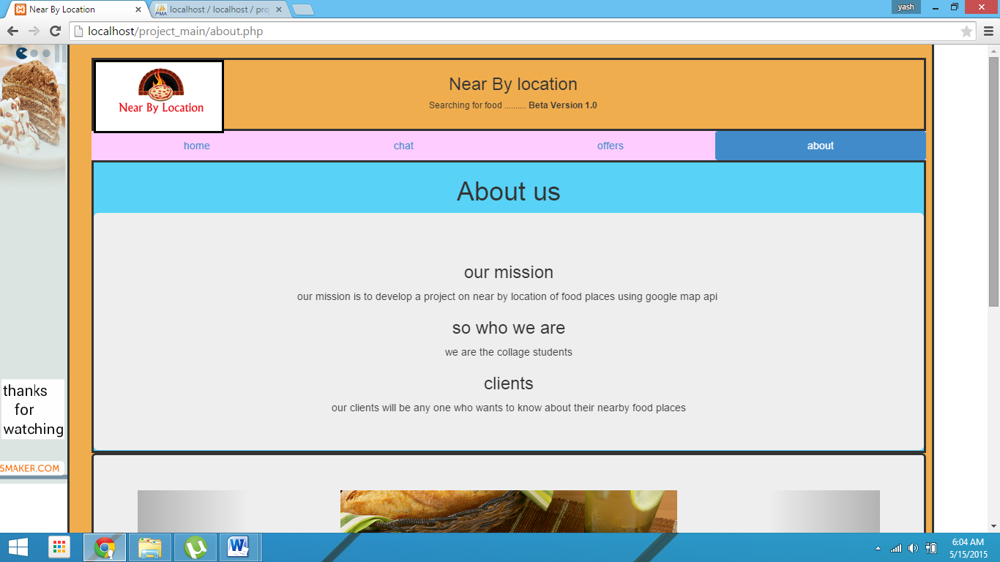 Near By Location
localhost / localhost / pro
yash
localhost/project_main/about.php
Near By Location
Near By location
Searching for food .......... Beta Version 1.0
home
chat
offers
about
About us
our mission
our mission is to develop a project on near by location of food places using google map api
so who we are
we are the collage students
clients
our clients will be any one who wants to know about their nearby food places
thanks
for
watching
5MAKER.COM
6:04 AM
5/15/2015